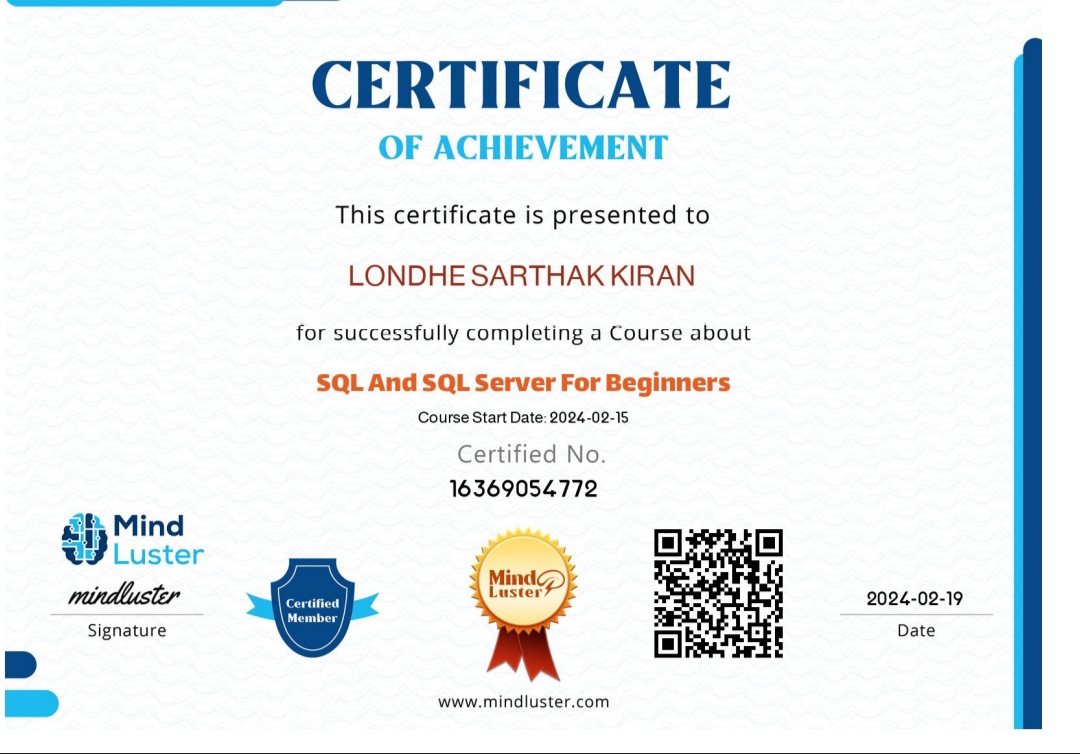 CERTIFICATE
OF ACHIEVEMENT
This certificate is presented to
LONDHE SARTHAK KIRAN
for successfully completing a Course about
SQL And SQL Server For Beginners
Course Start Date: 2024-02-15
Certified No.
16369054772
Mind
Luster
mindluster
Signature
Certified
Member
Mind
Luster
2024-02-19
Date
www.mindluster.com